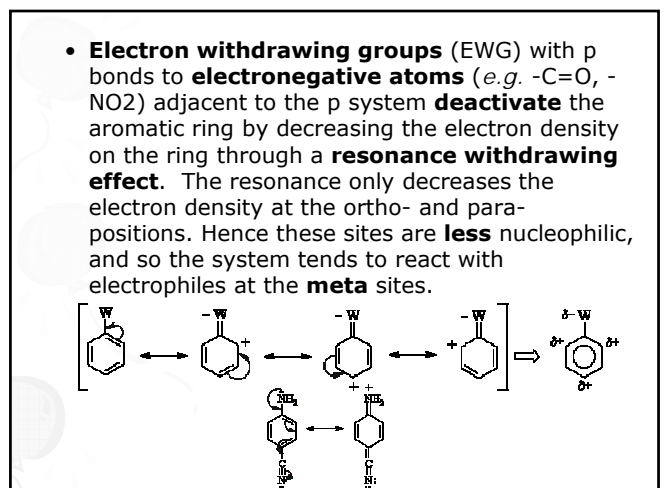 • Electron withdrawing groups (EWG) with p
bonds to electronegative atoms (e.g. -C=O, -
NO2) adjacent to the p system deactivate the
aromatic ring by decreasing the electron density
on the ring through a resonance withdrawing
effect. The resonance only decreases the
electron density at the ortho- and para-
positions. Hence these sites are less nucleophilic,
and so the system tends to react with
electrophiles at the meta sites.
W - W - W - W δ- W
+ + δ+ δ+
+ δ+
NH2 + NH2
C C
N N: